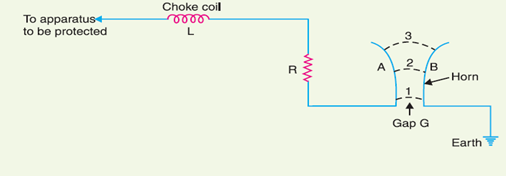 Choke coil
To apparatus
to be protected
L
R
3
A
2
B
Horn
1
Gap G
Earth